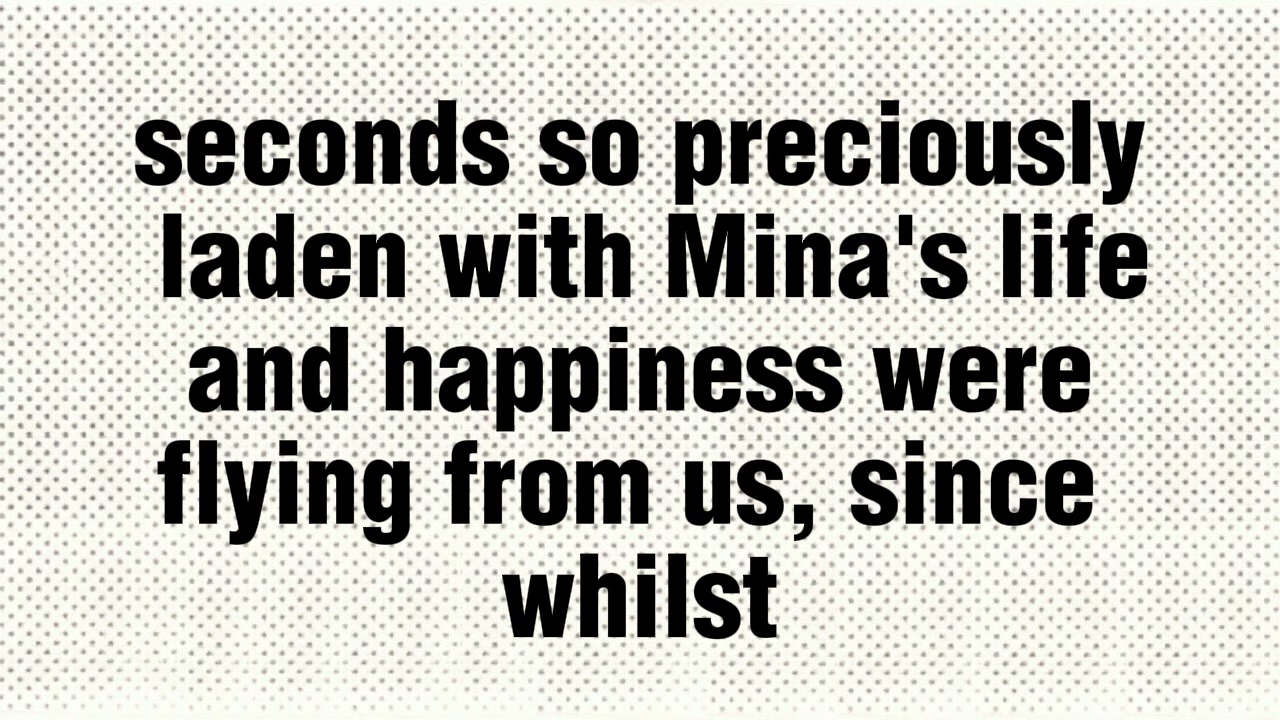 seconds so preciously
laden with Mina's life
and happiness were
flying from us, since
whilst